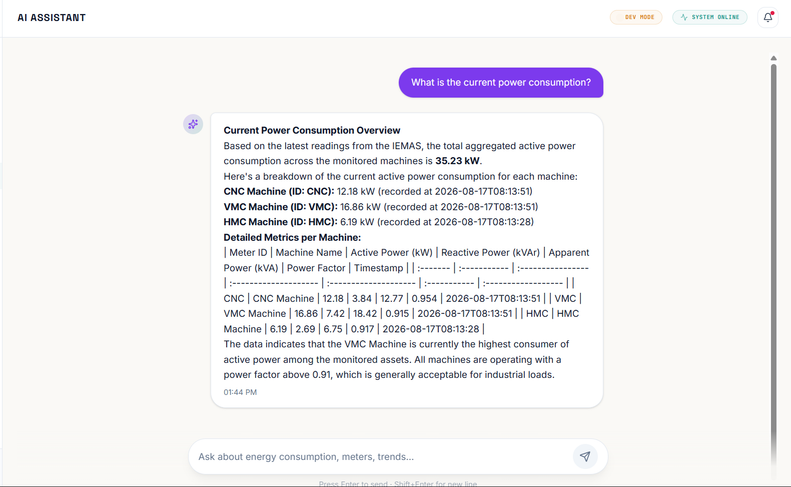 AI ASSISTANT
DEV MODE
SYSTEM ONLINE
What is the current power consumption?
Current Power Consumption Overview
Based on the latest readings from the IEMAS, the total aggregated active power
consumption across the monitored machines is 35.23 kW.
Here's a breakdown of the current active power consumption for each machine:
CNC Machine (ID: CNC): 12.18 kW (recorded at 2026-08-17T08:13:51)
VMC Machine (ID: VMC): 16.86 kW (recorded at 2026-08-17T08:13:51)
HMC Machine (ID: HMC): 6.19 kW (recorded at 2026-08-17T08:13:28)
Detailed Metrics per Machine:
| Meter ID | Machine Name | Active Power (kW) | Reactive Power (kVAr) | Apparent
Power (kVA) | Power Factor | Timestamp | | :------- | :----------- | :----------------
| :------------------- | :------------------- | :----------- | :------------------ | |
CNC | CNC Machine | 12.18 | 3.84 | 12.77 | 0.954 | 2026-08-17T08:13:51 | | VMC |
VMC Machine | 16.86 | 7.42 | 18.42 | 0.915 | 2026-08-17T08:13:51 | | HMC | HMC
Machine | 6.19 | 2.69 | 6.75 | 0.917 | 2026-08-17T08:13:28 |
The data indicates that the VMC Machine is currently the highest consumer of
active power among the monitored assets. All machines are operating with a
power factor above 0.91, which is generally acceptable for industrial loads.
01:44 PM
Ask about energy consumption, meters, trends...
Press Enter to send · Shift+Enter for new line